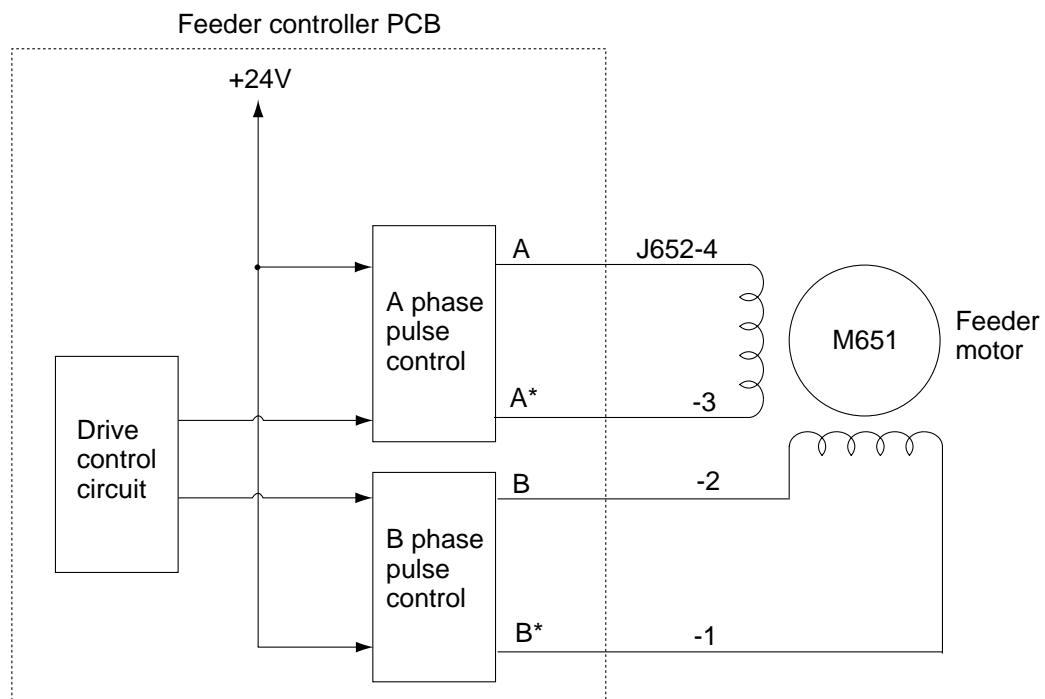 Feeder controller PCB
+24V
A
J652-4
A phase
pulse
control
M651
Feeder
motor
A*
-3
Drive
control
circuit
B
-2
B phase
pulse
control
B*
-1